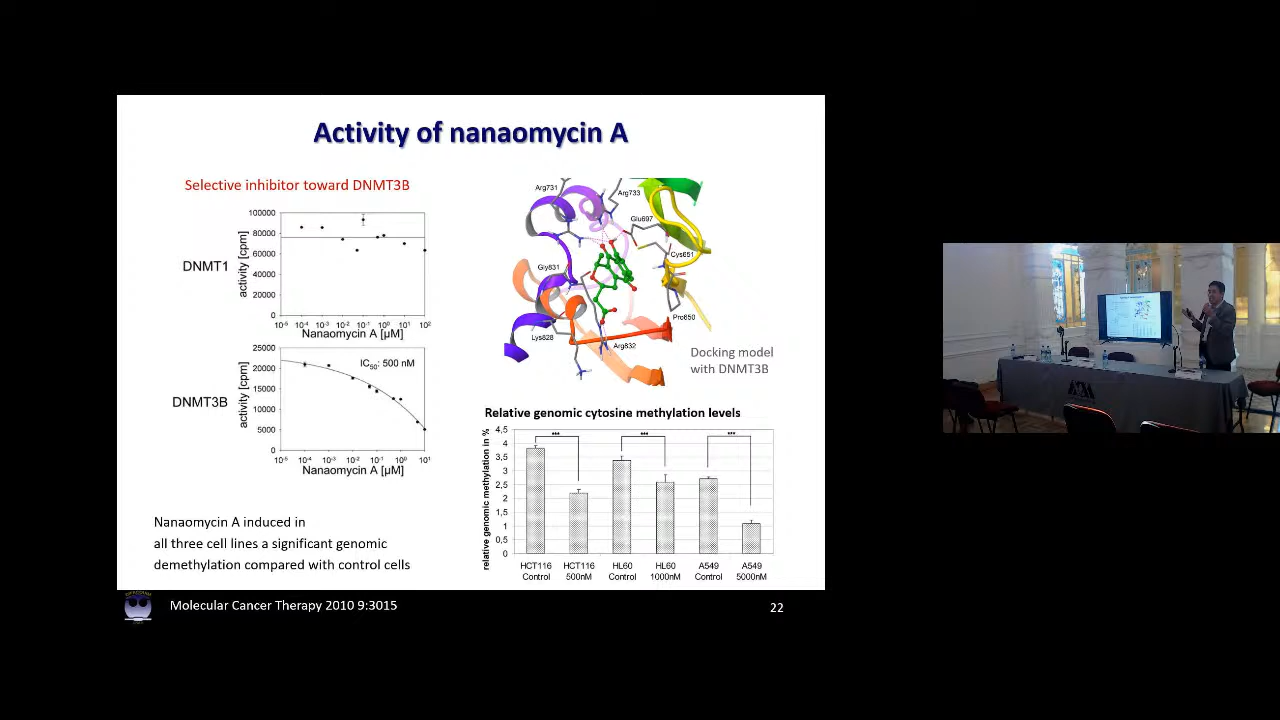 Activity of nanaomycin A
Selective inhibitor toward DNMT3B
DNMT1
activity [cpm]
100000
80000
60000
40000
20000
0
10⁻⁵ 10⁻⁴ 10⁻³ 10⁻² 10⁻¹ 10⁰ 10¹ 10²
Nanaomycin A [µM]
DNMT3B
activity [cpm]
25000
20000
15000
10000
5000
0
IC₅₀: 500 nM
10⁻⁵ 10⁻⁴ 10⁻³ 10⁻² 10⁻¹ 10⁰ 10¹
Nanaomycin A [µM]
Nanaomycin A induced in
all three cell lines a significant genomic
demethylation compared with control cells
Arg731
Arg733
Glu697
Cys651
Gly831
Pro650
Lys828
Arg832
Docking model
with DNMT3B
Relative genomic cytosine methylation levels
relative genomic methylation in %
4,5
4
3,5
3
2,5
2
1,5
1
0,5
0
*** *** ***
HCT116 HCT116 HL60 HL60 A549 A549
Control 500nM Control 1000nM Control 5000nM
Molecular Cancer Therapy 2010 9:3015
22